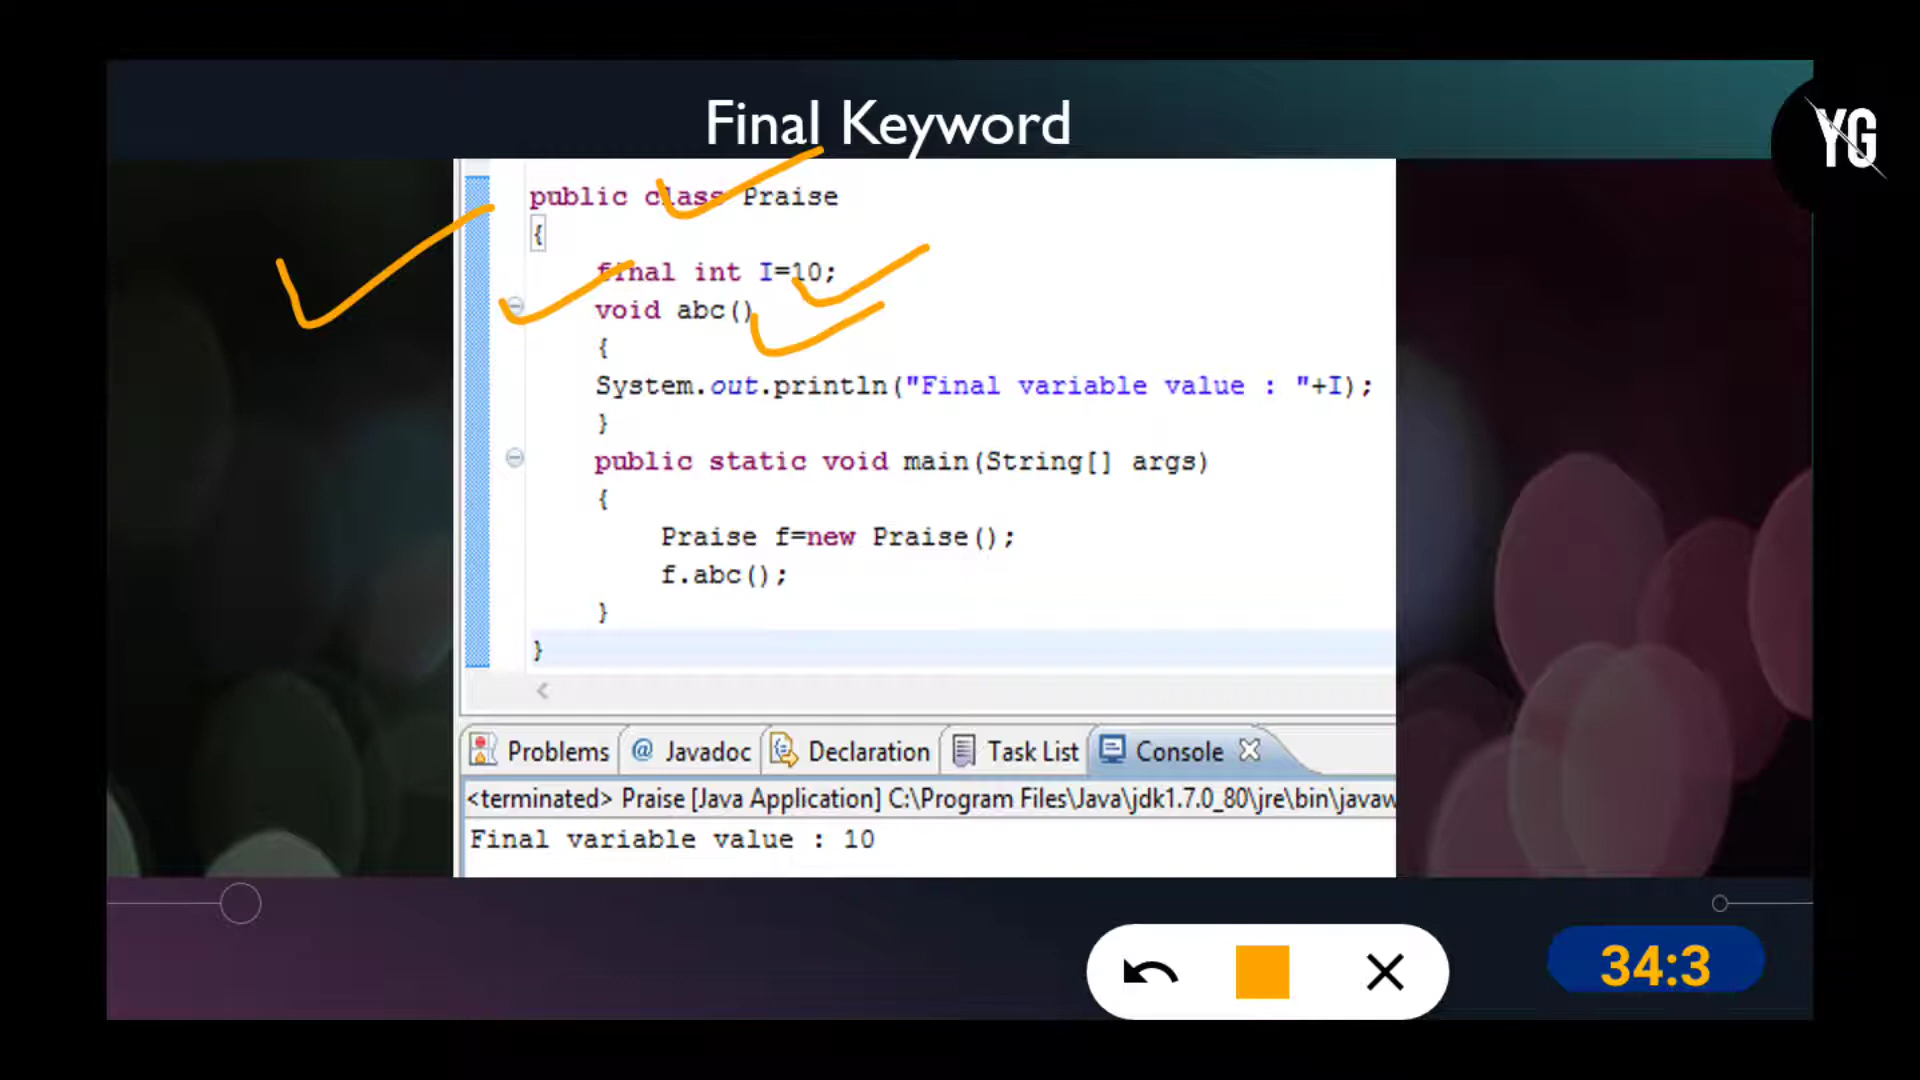 Final Keyword
YG
public class Praise
{
final int I=10;
void abc()
{
System.out.println("Final variable value : "+I);
}
public static void main(String[] args)
{
Praise f=new Praise();
f.abc();
}
}
Problems @ Javadoc Declaration Task List Console
<terminated> Praise [Java Application] C:\Program Files\Java\jdk1.7.0_80\jre\bin\javaw
Final variable value : 10
34:3